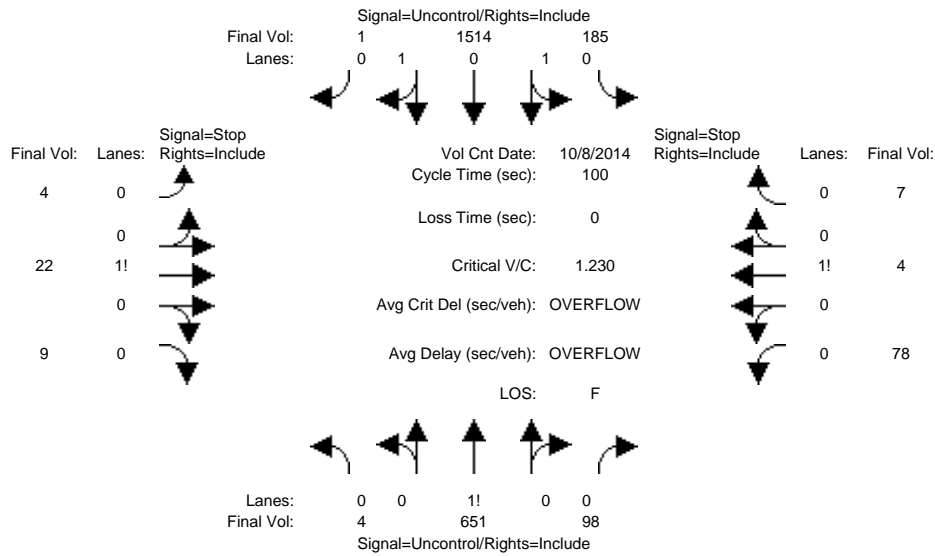 Signal=Uncontrol/Rights=Include
Final Vol: 1 1514 185
Lanes: 0 1 0 1 0
Signal=Stop Signal=Stop
Final Vol: Lanes: Rights=Include Vol Cnt Date: 10/8/2014 Rights=Include Lanes: Final Vol:
Cycle Time (sec): 100
4 0 0 7
Loss Time (sec): 0
0 0
22 1! Critical V/C: 1.230 1! 4
0 Avg Crit Del (sec/veh): OVERFLOW 0
9 0 Avg Delay (sec/veh): OVERFLOW 0 78
LOS: F
Lanes: 0 0 1! 0 0
Final Vol: 4 651 98
Signal=Uncontrol/Rights=Include